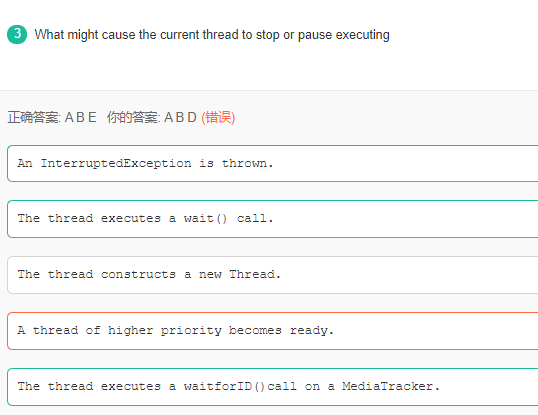 3 What might cause the current thread to stop or pause executing
正确答案: A B E 你的答案: A B D (错误)
An InterruptedException is thrown.
The thread executes a wait() call.
The thread constructs a new Thread.
A thread of higher priority becomes ready.
The thread executes a waitforID()call on a MediaTracker.